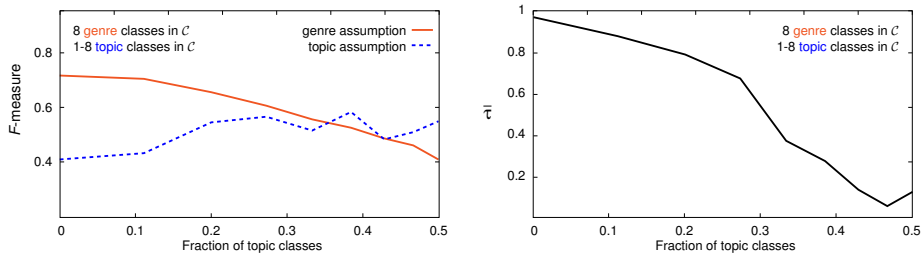 8 genre classes in 𝒞
1-8 topic classes in 𝒞
genre assumption
topic assumption
0.8
0.6
0.4
F-measure
0 0.1 0.2 0.3 0.4 0.5
Fraction of topic classes
8 genre classes in 𝒞
1-8 topic classes in 𝒞
1
0.8
0.6
0.4
0.2
0 0.1 0.2 0.3 0.4 0.5
Fraction of topic classes